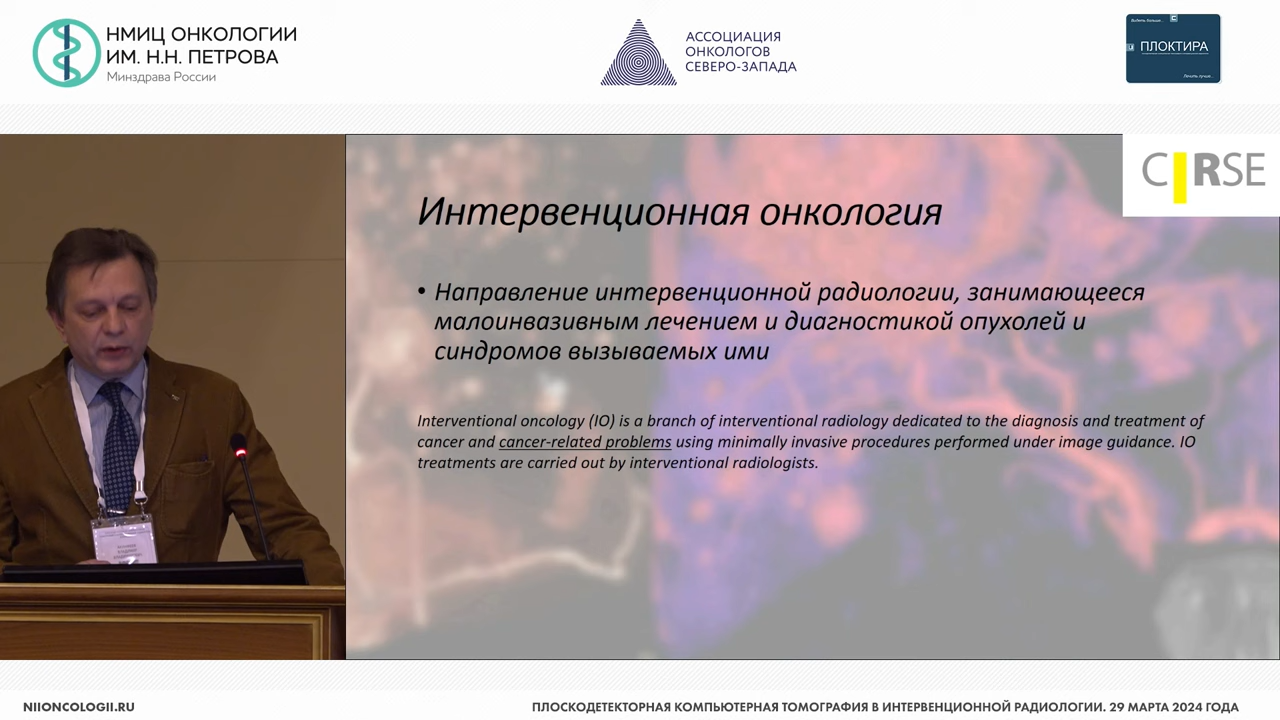 НМИЦ ОНКОЛОГИИ
ИМ. Н.Н. ПЕТРОВА
Минздрава России
АССОЦИАЦИЯ
ОНКОЛОГОВ
СЕВЕРО-ЗАПАДА
ПЛОКТИРА
CIRSE
Интервенционная онкология
• Направление интервенционной радиологии, занимающееся
малоинвазивным лечением и диагностикой опухолей и
синдромов вызываемых ими
Interventional oncology (IO) is a branch of interventional radiology dedicated to the diagnosis and treatment of
cancer and cancer-related problems using minimally invasive procedures performed under image guidance. IO
treatments are carried out by interventional radiologists.
NIIONCOLOGII.RU
ПЛОСКОДЕТЕКТОРНАЯ КОМПЬЮТЕРНАЯ ТОМОГРАФИЯ В ИНТЕРВЕНЦИОННОЙ РАДИОЛОГИИ. 29 МАРТА 2024 ГОДА